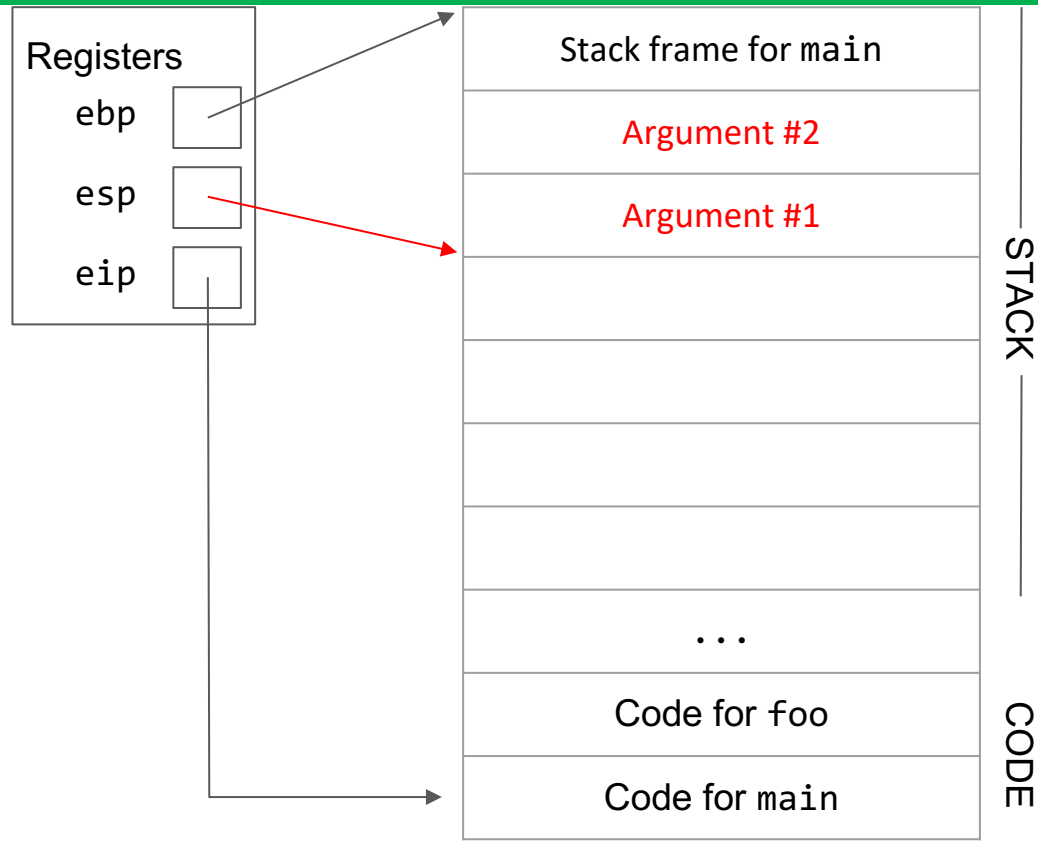 Registers
ebp
esp
eip
Stack frame for main
Argument #2
Argument #1
...
Code for foo
Code for main
STACK
CODE